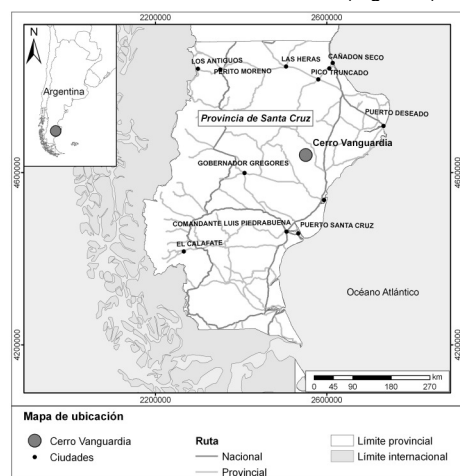 2200000 2600000
N
Argentina
LOS ANTIGUOS
LAS HERAS
CAÑADON SECO
PERITO MORENO
PICO TRUNCADO
PUERTO DESEADO
Provincia de Santa Cruz
Cerro Vanguardia
4600000 4600000
GOBERNADOR GREGORES
COMANDANTE LUIS PIEDRABUENA
PUERTO SANTA CRUZ
EL CALAFATE
Océano Atlántico
4200000 4200000
km
0 45 90 180 270
2200000 2600000
Mapa de ubicación
Cerro Vanguardia
Ciudades
Ruta
Nacional
Provincial
Límite provincial
Límite internacional